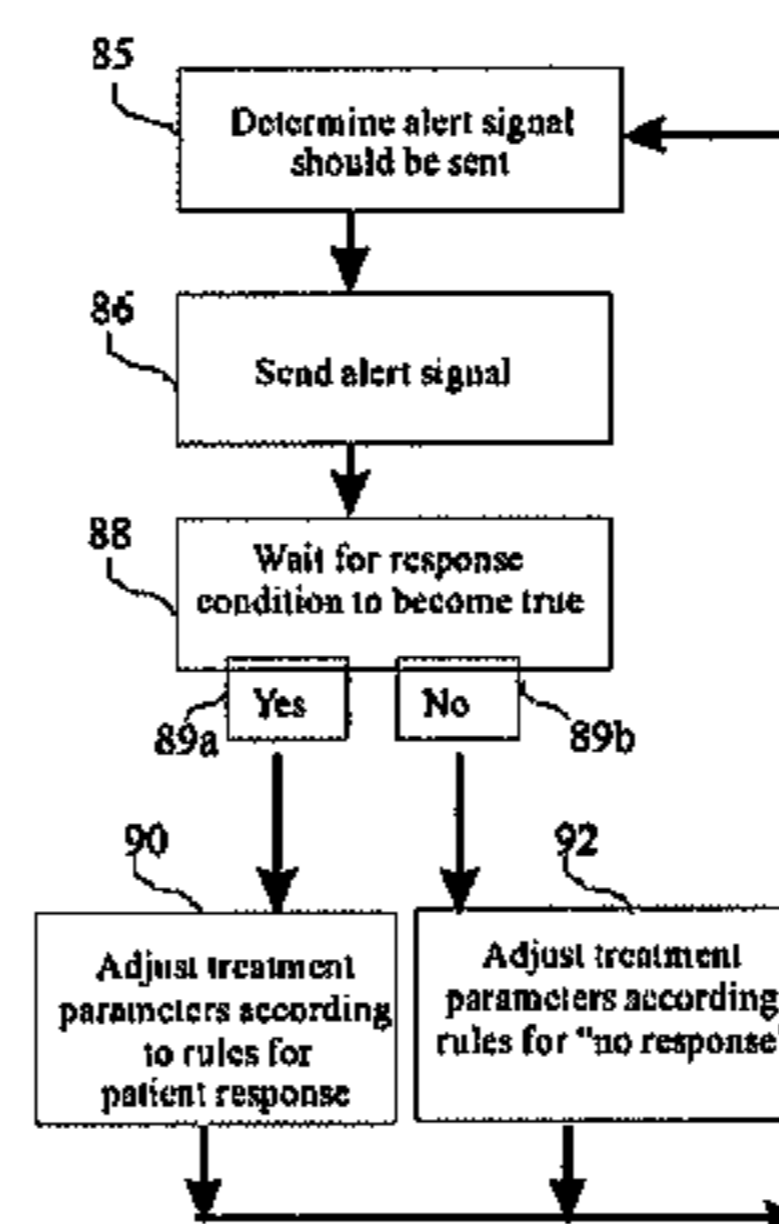 85
Determine alert signal
should be sent
86
Send alert signal
88
Wait for response
condition to become true
Yes
No
89a
89b
90
92
Adjust treatment
parameters according
to rules for
patient response
Adjust treatment
parameters according
rules for "no response"